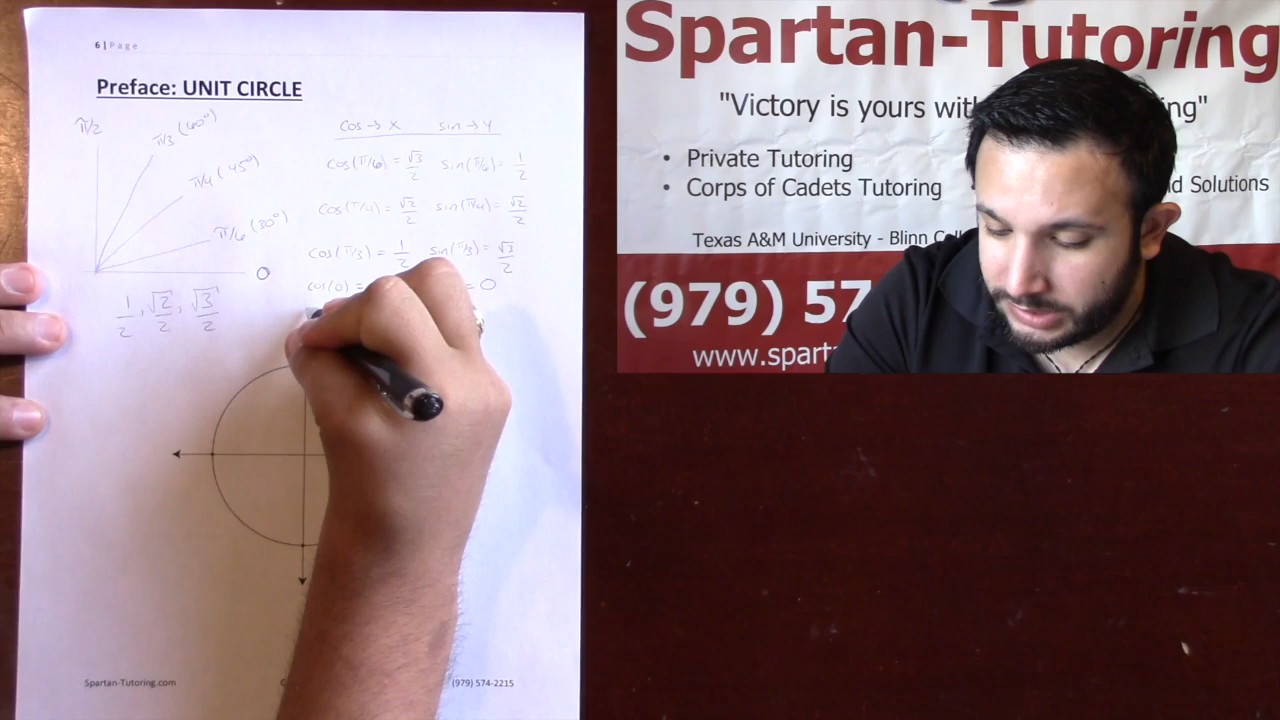 6 | Page
Preface: UNIT CIRCLE
π/2
π/3 (60°)
π/4 (45°)
π/6 (30°)
0
1/2, √2/2, √3/2
cos → x sin → y
cos(π/6) = √3/2 sin(π/6) = 1/2
cos(π/4) = √2/2 sin(π/4) = √2/2
cos(π/3) = 1/2 sin(π/3) = √3/2
cos(0) = = 0
Spartan-Tutoring.com
(979) 574-2215
Spartan-Tutoring
"Victory is yours with
• Private Tutoring
• Corps of Cadets Tutoring
Solutions
Texas A&M University - Blinn
(979) 57
www.spart